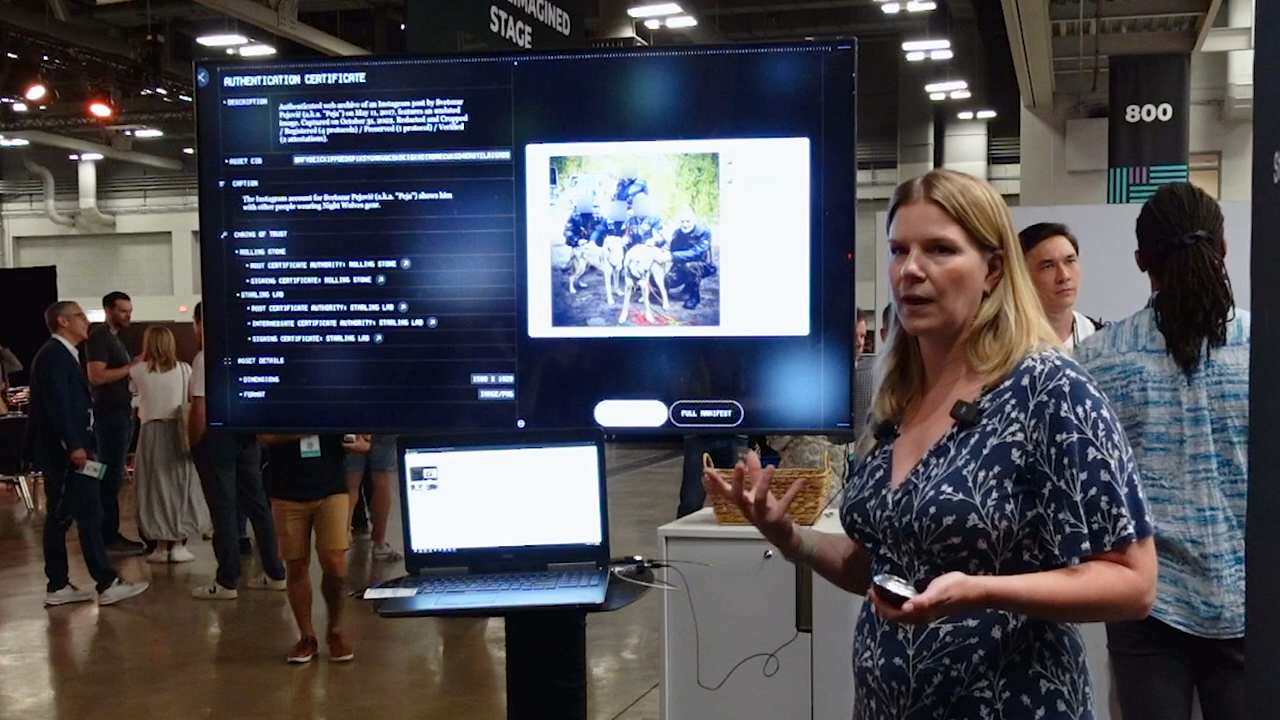 STAGE
800
AUTHENTICATION CERTIFICATE
DESCRIPTION
Authenticated web archive of an Instagram post by Svetozar
Pejović (a.k.a. "Peja") on May 11, 2017, features an undated
image. Captured on October 31, 2022. Redacted and Cropped
/ Registered (4 protocols) / Preserved (1 protocol) / Verified
(2 attestations).
ASSET CID
CAPTION
The Instagram account for Svetozar Pejović (a.k.a. "Peja") shows him
with other people wearing Night Wolves gear.
CHAINS OF TRUST
ROLLING STONE
ROOT CERTIFICATE AUTHORITY: ROLLING STONE
SIGNING CERTIFICATE: ROLLING STONE
STARLING LAB
ROOT CERTIFICATE AUTHORITY: STARLING LAB
INTERMEDIATE CERTIFICATE AUTHORITY: STARLING LAB
SIGNING CERTIFICATE: STARLING LAB
ASSET DETAILS
DIMENSIONS
FORMAT IMAGE/PNG
FULL MANIFEST